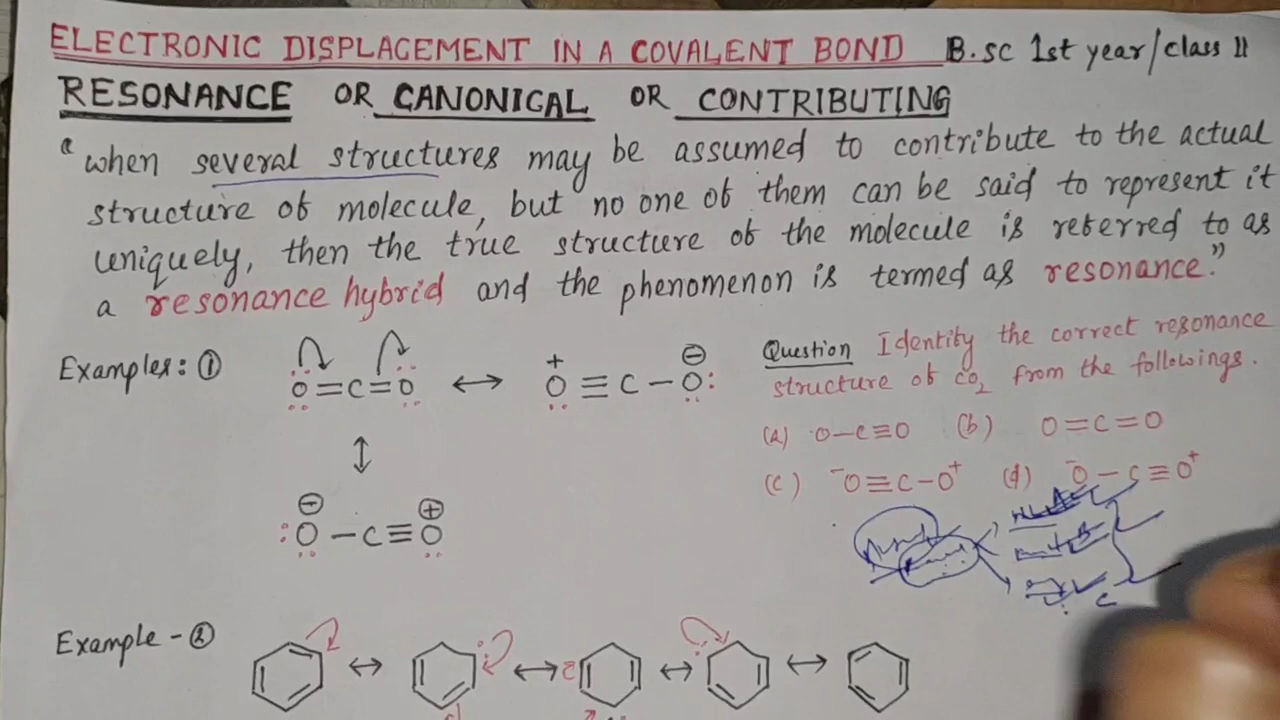 ELECTRONIC DISPLACEMENT IN A COVALENT BOND B.sc 1st year/class 11
RESONANCE OR CANONICAL OR CONTRIBUTING
"when several structures may be assumed to contribute to the actual
structure of molecule, but no one of them can be said to represent it
uniquely, then the true structure of the molecule is referred to as
a resonance hybrid and the phenomenon is termed as resonance."
Examples: ① O=C=O ↔ O⁺≡C–O⊖
↕
⊖O–C≡O⊕
Question Identity the correct resonance
structure of CO₂ from the followings.
(a) O–C≡O (b) O=C=O
(c) ⁻O≡C–O⁺ (d) ⁻O–C≡O⁺
Example-②